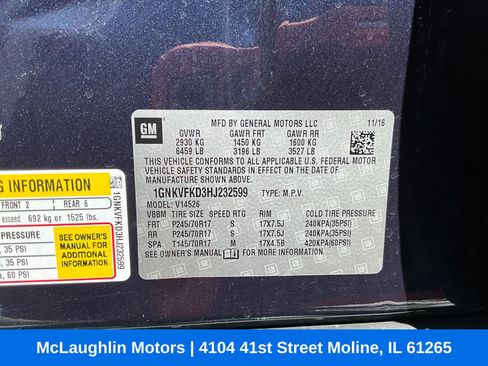 GM
MFD. BY GENERAL MOTORS LLC 11/16
GVWR GAWR FRT GAWR RR
2930 KG 1450 KG 1600 KG
6459 LB 3196 LB 3527 LB
THIS VEHICLE CONFORMS TO ALL APPLICABLE U.S. FEDERAL MOTOR
VEHICLE SAFETY STANDARDS IN EFFECT ON THE DATE OF
MANUFACTURE SHOWN ABOVE.
1GNKVFKD3HJ232599 TYPE: M.P.V.
MODEL: V14526
VBBM TIRE SIZE SPEED RTG RIM COLD TIRE PRESSURE
FRT P245/70R17 S 17X7.5J 240KPA(35PSI)
RR P245/70R17 S 17X7.5J 240KPA(35PSI)
SPA T145/70R17 M 17X4.5B 420KPA(60PSI)
SEE OWNER'S MANUAL FOR MORE INFORMATION.
G INFORMATION
FRONT 2 REAR 6
exceed 692 kg or 1525 lbs.
PRESSURE
35 PSI
35 PSI
60 PSI
SEE OWNER'S
MANUAL FOR
ADDITIONAL
INFORMATION
1GNKVFKD3HJ232599
McLaughlin Motors | 4104 41st Street Moline, IL 61265